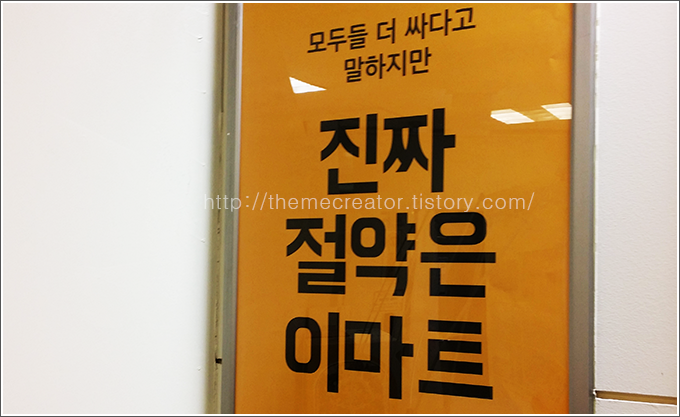 모두들 더 싸다고
말하지만
진짜
http://themecreator.tistory.com/
절약은
이마트